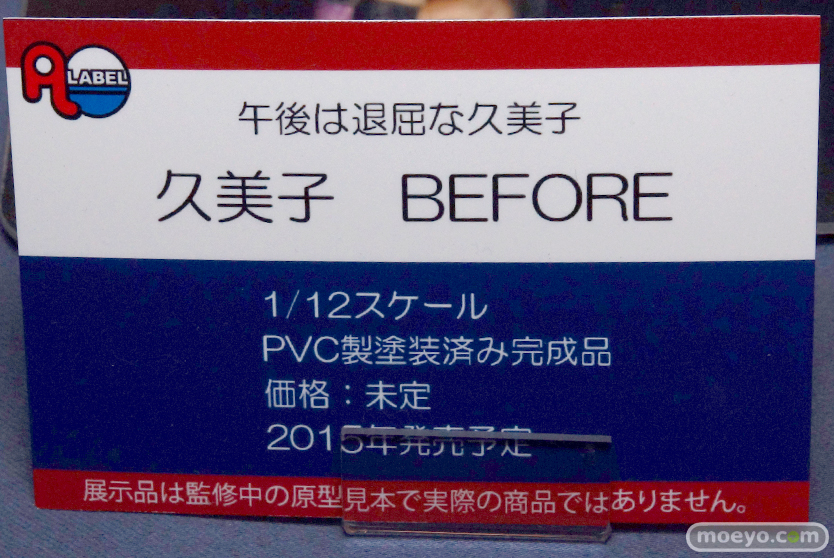 A LABEL
午後は退屈な久美子
久美子 BEFORE
1/12スケール
PVC製塗装済み完成品
価格：未定
2015年発売予定
展示品は監修中の原型見本で実際の商品ではありません。
moeyo.com